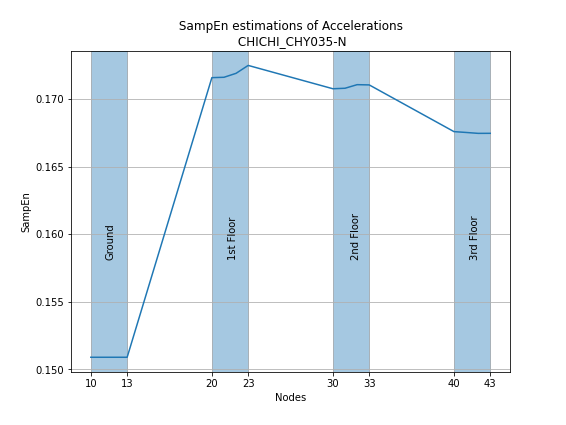 SampEn estimations of Accelerations
CHICHI_CHY035-N
SampEn
0.170
0.165
0.160
0.155
0.150
Ground
1st Floor
2nd Floor
3rd Floor
10 13 20 23 30 33 40 43
Nodes